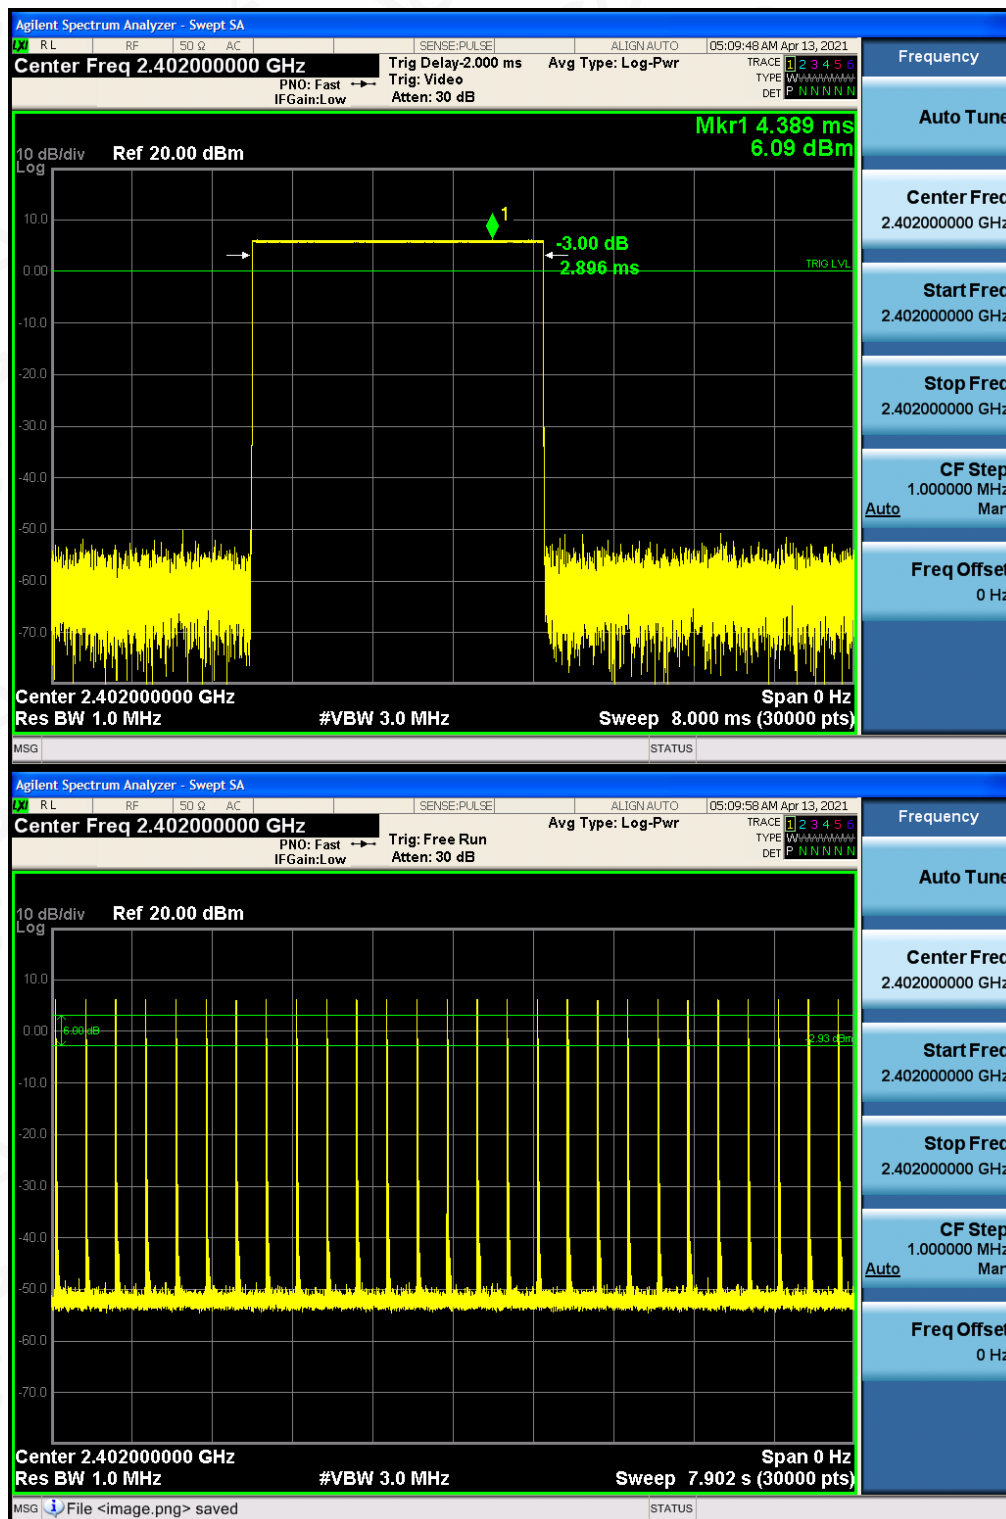 Agilent Spectrum Analyzer - Swept SA
LXI RL RF 50 Ω AC SENSE:PULSE ALIGN AUTO 05:09:48 AM Apr 13, 2021
Center Freq 2.402000000 GHz
PNO: Fast
IFGain:Low
Trig Delay-2.000 ms
Trig: Video
Atten: 30 dB
Avg Type: Log-Pwr
TRACE 1 2 3 4 5 6
TYPE WWWWWW
DET P N N N N N
Mkr1 4.389 ms
6.09 dBm
10 dB/div Ref 20.00 dBm
Log
10.0
0.00
-10.0
-20.0
-30.0
-40.0
-50.0
-60.0
-70.0
1
-3.00 dB
2.896 ms
TRIG LVL
Center 2.402000000 GHz Span 0 Hz
Res BW 1.0 MHz #VBW 3.0 MHz Sweep 8.000 ms (30000 pts)
MSG STATUS
Frequency
Auto Tune
Center Freq
2.402000000 GHz
Start Freq
2.402000000 GHz
Stop Freq
2.402000000 GHz
CF Step
1.000000 MHz
Auto Man
Freq Offset
0 Hz
Agilent Spectrum Analyzer - Swept SA
LXI RL RF 50 Ω AC SENSE:PULSE ALIGN AUTO 05:09:58 AM Apr 13, 2021
Center Freq 2.402000000 GHz
PNO: Fast
IFGain:Low
Trig: Free Run
Atten: 30 dB
Avg Type: Log-Pwr
TRACE 1 2 3 4 5 6
TYPE WWWWWW
DET P N N N N N
10 dB/div Ref 20.00 dBm
Log
10.0
0.00
-10.0
-20.0
-30.0
-40.0
-50.0
-60.0
-70.0
6.00 dB
-2.93 dBm
Center 2.402000000 GHz Span 0 Hz
Res BW 1.0 MHz #VBW 3.0 MHz Sweep 7.902 s (30000 pts)
MSG File <image.png> saved STATUS
Frequency
Auto Tune
Center Freq
2.402000000 GHz
Start Freq
2.402000000 GHz
Stop Freq
2.402000000 GHz
CF Step
1.000000 MHz
Auto Man
Freq Offset
0 Hz